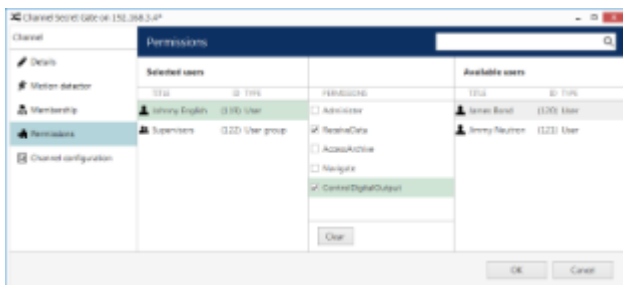 Channel Secret Gate on 192.168.3.4*
Channel
Permissions
Details
Motion detector
Membership
Permissions
Channel configuration
Selected users
TITLE ID TYPE
Johnny English (119) User
Supervisors (122) User group
PERMISSIONS
Administer
ReceiveData
AccessArchive
Navigate
ControlDigitalOutput
Clear
Available users
TITLE ID TYPE
James Bond (120) User
Jimmy Neutron (121) User
OK Cancel